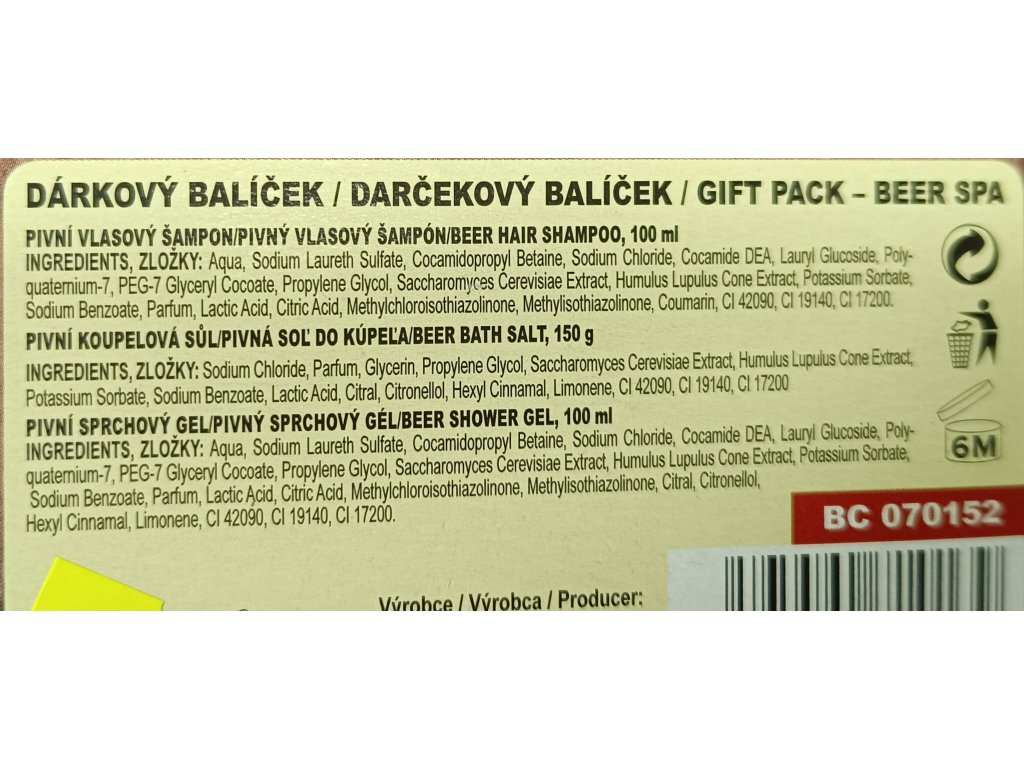 DÁRKOVÝ BALÍČEK / DARČEKOVÝ BALÍČEK / GIFT PACK – BEER SPA
PIVNÍ VLASOVÝ ŠAMPON/PIVNÝ VLASOVÝ ŠAMPÓN/BEER HAIR SHAMPOO, 100 ml
INGREDIENTS, ZLOŽKY: Aqua, Sodium Laureth Sulfate, Cocamidopropyl Betaine, Sodium Chloride, Cocamide DEA, Lauryl Glucoside, Poly-
quaternium-7, PEG-7 Glyceryl Cocoate, Propylene Glycol, Saccharomyces Cerevisiae Extract, Humulus Lupulus Cone Extract, Potassium Sorbate,
Sodium Benzoate, Parfum, Lactic Acid, Citric Acid, Methylchloroisothiazolinone, Methylisothiazolinone, Coumarin, CI 42090, CI 19140, CI 17200.
PIVNÍ KOUPELOVÁ SŮL/PIVNÁ SOĽ DO KÚPEĽA/BEER BATH SALT, 150 g
INGREDIENTS, ZLOŽKY: Sodium Chloride, Parfum, Glycerin, Propylene Glycol, Saccharomyces Cerevisiae Extract, Humulus Lupulus Cone Extract,
Potassium Sorbate, Sodium Benzoate, Lactic Acid, Citral, Citronellol, Hexyl Cinnamal, Limonene, CI 42090, CI 19140, CI 17200
PIVNÍ SPRCHOVÝ GEL/PIVNÝ SPRCHOVÝ GÉL/BEER SHOWER GEL, 100 ml
INGREDIENTS, ZLOŽKY: Aqua, Sodium Laureth Sulfate, Cocamidopropyl Betaine, Sodium Chloride, Cocamide DEA, Lauryl Glucoside, Poly-
quaternium-7, PEG-7 Glyceryl Cocoate, Propylene Glycol, Saccharomyces Cerevisiae Extract, Humulus Lupulus Cone Extract, Potassium Sorbate,
Sodium Benzoate, Parfum, Lactic Acid, Citric Acid, Methylchloroisothiazolinone, Methylisothiazolinone, Citral, Citronellol,
Hexyl Cinnamal, Limonene, CI 42090, CI 19140, CI 17200.
6M
BC 070152
Výrobce / Výrobca / Producer: